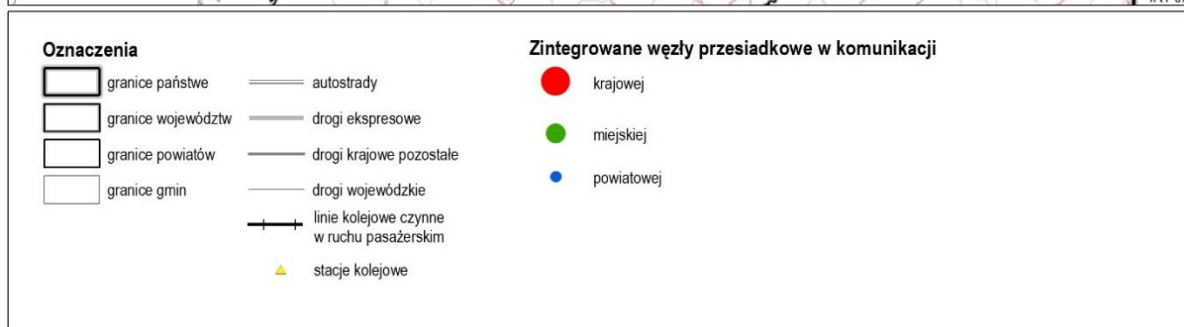 Oznaczenia
granice państwe
granice województw
granice powiatów
granice gmin
autostrady
drogi ekspresowe
drogi krajowe pozostałe
drogi wojewódzkie
linie kolejowe czynne
w ruchu pasażerskim
stacje kolejowe
Zintegrowane węzły przesiadkowe w komunikacji
krajowej
miejskiej
powiatowej